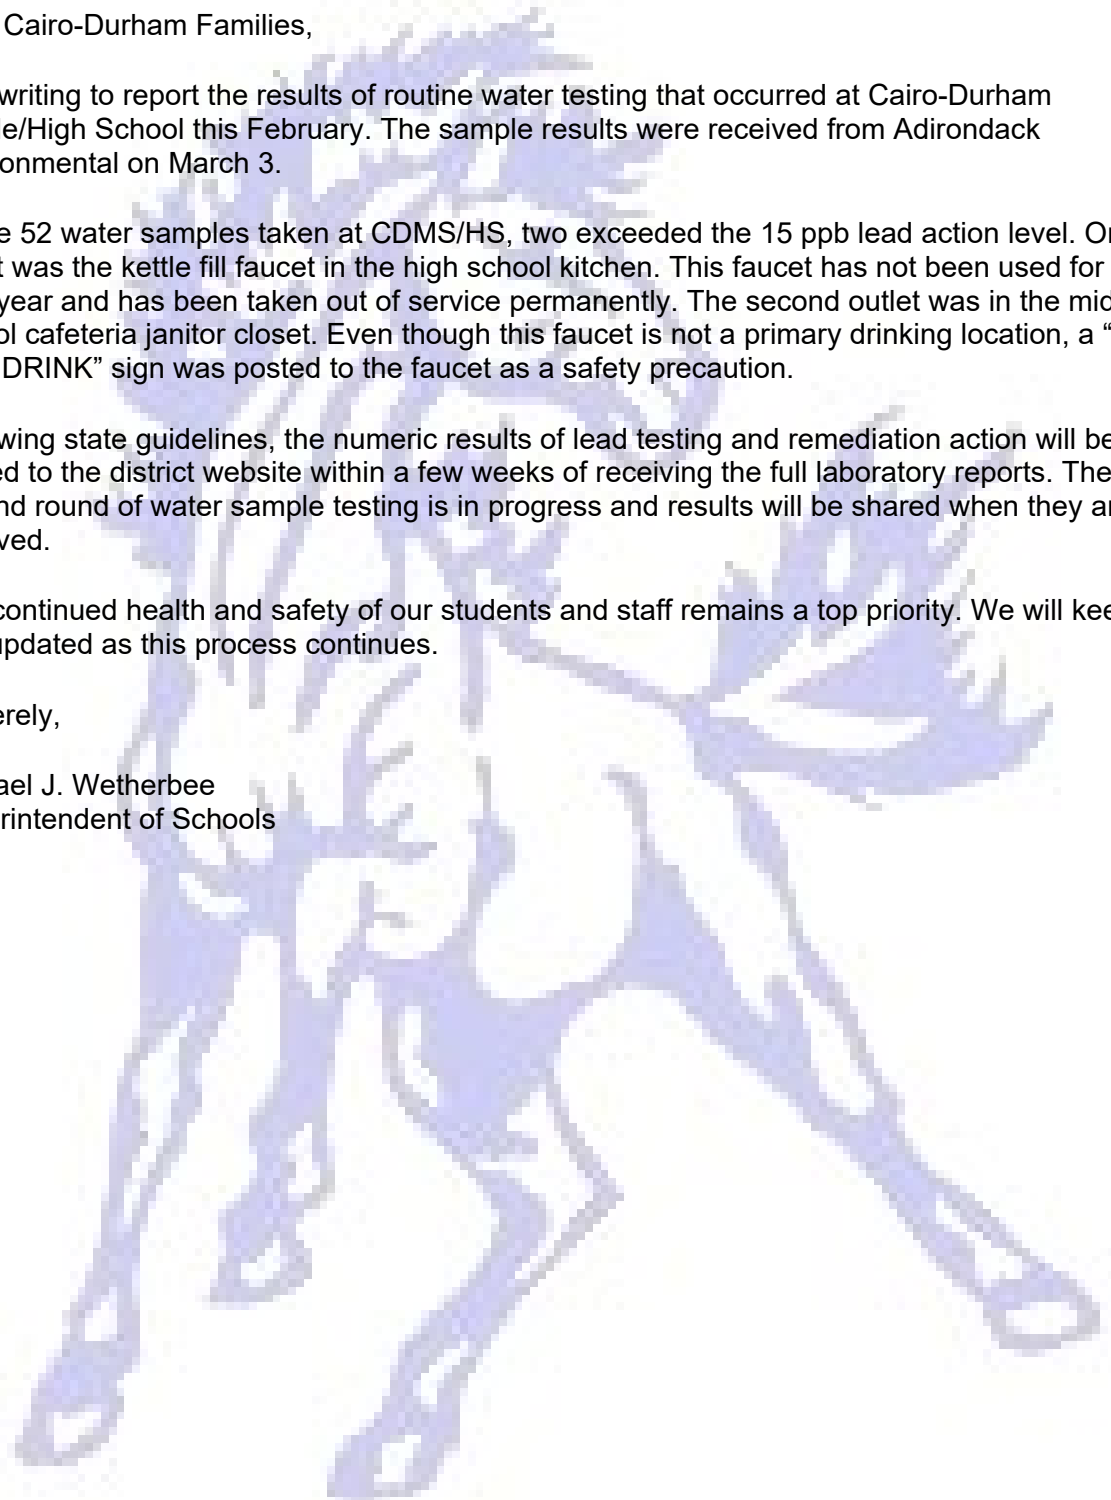 Cairo-Durham Families,
writing to report the results of routine water testing that occurred at Cairo-Durham
le/High School this February. The sample results were received from Adirondack
onmental on March 3.
e 52 water samples taken at CDMS/HS, two exceeded the 15 ppb lead action level. On
t was the kettle fill faucet in the high school kitchen. This faucet has not been used for
year and has been taken out of service permanently. The second outlet was in the mid
ol cafeteria janitor closet. Even though this faucet is not a primary drinking location, a “
DRINK” sign was posted to the faucet as a safety precaution.
wing state guidelines, the numeric results of lead testing and remediation action will be
ed to the district website within a few weeks of receiving the full laboratory reports. The
nd round of water sample testing is in progress and results will be shared when they ar
ved.
continued health and safety of our students and staff remains a top priority. We will kee
updated as this process continues.
erely,
ael J. Wetherbee
rintendent of Schools